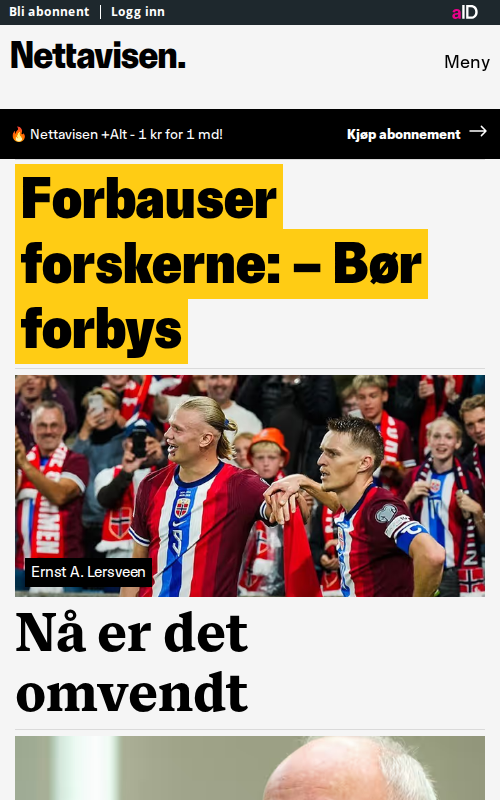 Bli abonnent | Logg inn
aID
Nettavisen.
Meny
🔥 Nettavisen +Alt - 1 kr for 1 md!
Kjøp abonnement →
Forbauser
forskerne: – Bør
forbys
Ernst A. Lersveen
Nå er det
omvendt